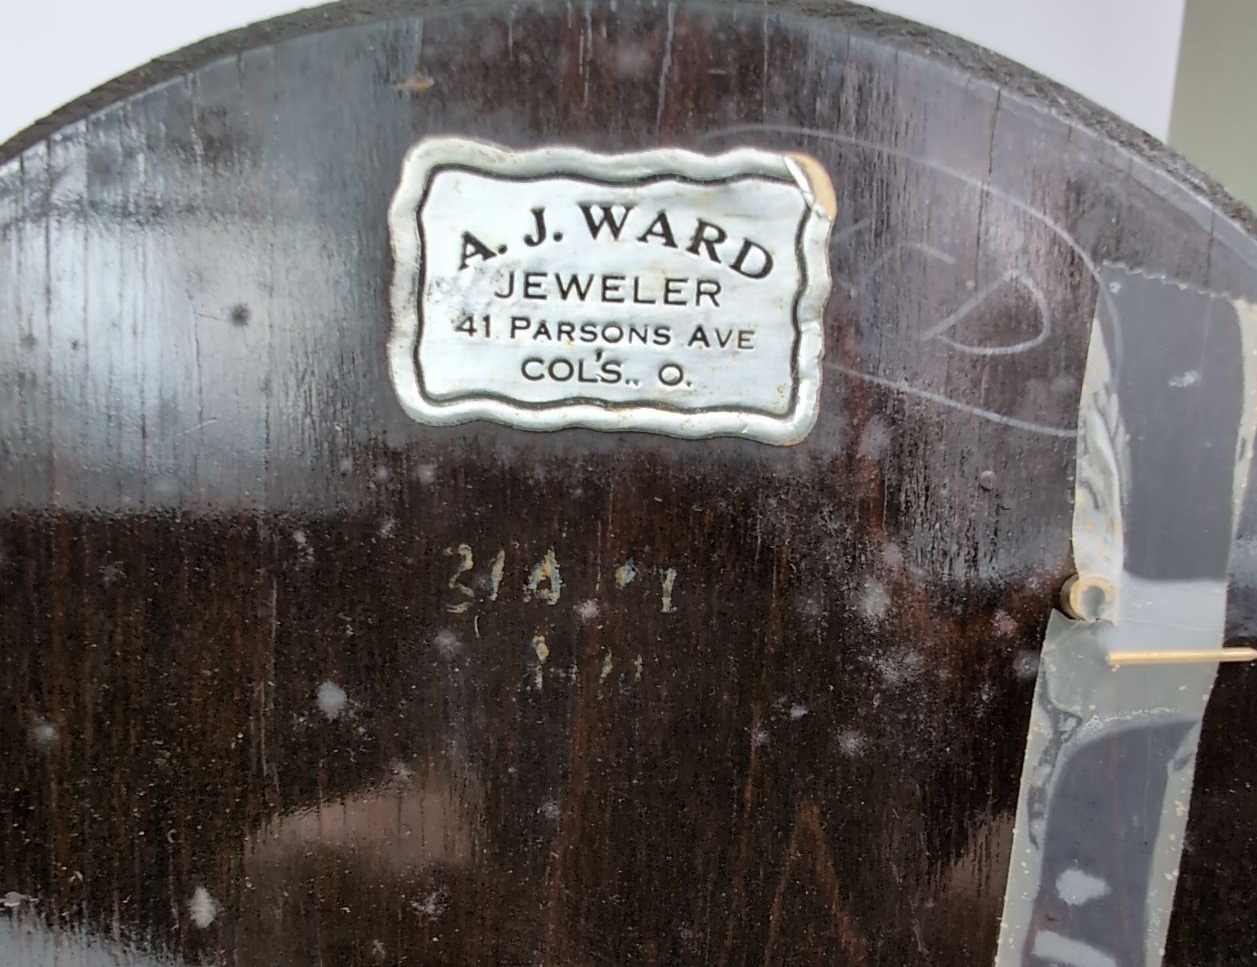 A. J. WARD
JEWELER
41 PARSONS AVE
COL'S., O.